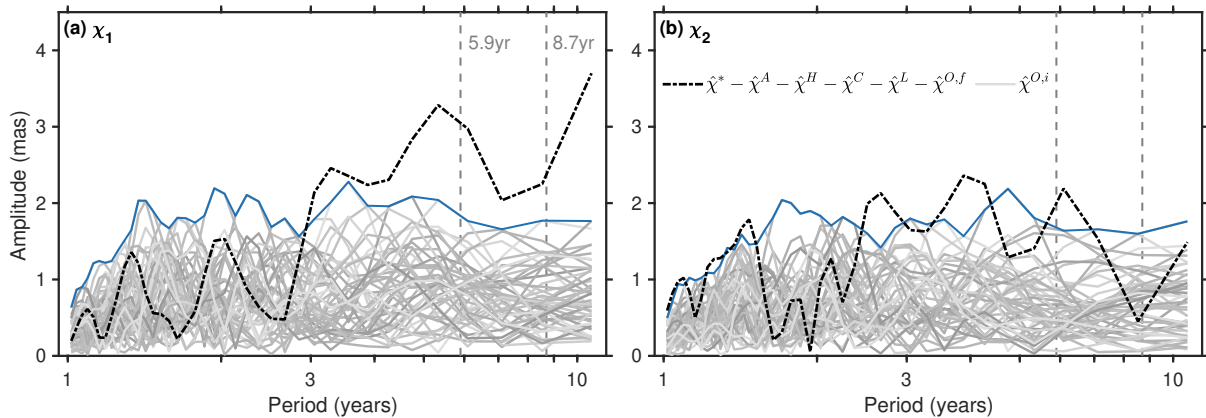 (a) χ₁
5.9yr
8.7yr
4
3
2
1
0
Amplitude (mas)
1
3
10
Period (years)
(b) χ₂
χ̂* − χ̂^A − χ̂^H − χ̂^C − χ̂^L − χ̂^{O,f}
χ̂^{O,i}
4
3
2
1
0
1
3
10
Period (years)